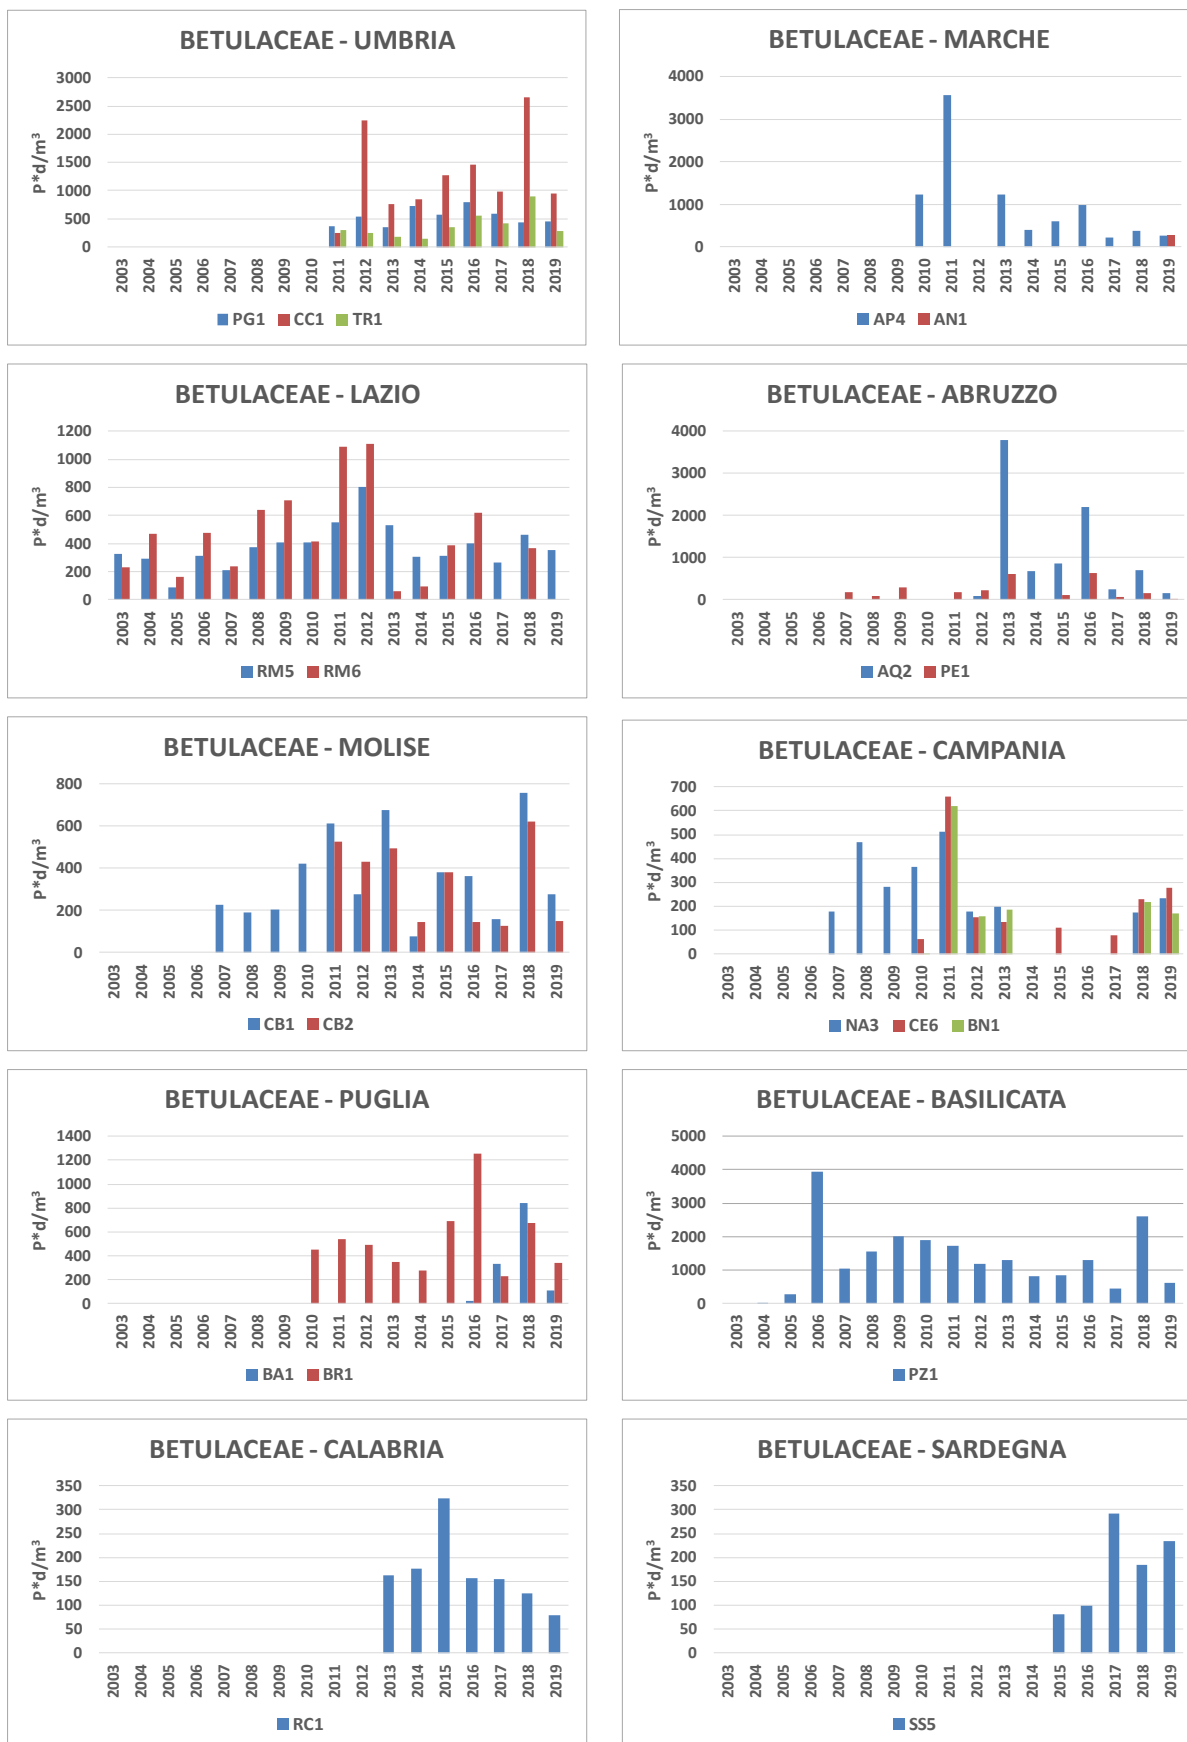 BETULACEAE - UMBRIA
P*d/m³
3000
2500
2000
1500
1000
500
0
2003 2004 2005 2006 2007 2008 2009 2010 2011 2012 2013 2014 2015 2016 2017 2018 2019
PG1 CC1 TR1
BETULACEAE - MARCHE
P*d/m³
4000
3000
2000
1000
0
2003 2004 2005 2006 2007 2008 2009 2010 2011 2012 2013 2014 2015 2016 2017 2018 2019
AP4 AN1
BETULACEAE - LAZIO
P*d/m³
1200
1000
800
600
400
200
0
2003 2004 2005 2006 2007 2008 2009 2010 2011 2012 2013 2014 2015 2016 2017 2018 2019
RM5 RM6
BETULACEAE - ABRUZZO
P*d/m³
4000
3000
2000
1000
0
2003 2004 2005 2006 2007 2008 2009 2010 2011 2012 2013 2014 2015 2016 2017 2018 2019
AQ2 PE1
BETULACEAE - MOLISE
P*d/m³
800
600
400
200
0
2003 2004 2005 2006 2007 2008 2009 2010 2011 2012 2013 2014 2015 2016 2017 2018 2019
CB1 CB2
BETULACEAE - CAMPANIA
P*d/m³
700
600
500
400
300
200
100
0
2003 2004 2005 2006 2007 2008 2009 2010 2011 2012 2013 2014 2015 2016 2017 2018 2019
NA3 CE6 BN1
BETULACEAE - PUGLIA
P*d/m³
1400
1200
1000
800
600
400
200
0
2003 2004 2005 2006 2007 2008 2009 2010 2011 2012 2013 2014 2015 2016 2017 2018 2019
BA1 BR1
BETULACEAE - BASILICATA
P*d/m³
5000
4000
3000
2000
1000
0
2003 2004 2005 2006 2007 2008 2009 2010 2011 2012 2013 2014 2015 2016 2017 2018 2019
PZ1
BETULACEAE - CALABRIA
P*d/m³
350
300
250
200
150
100
50
0
2003 2004 2005 2006 2007 2008 2009 2010 2011 2012 2013 2014 2015 2016 2017 2018 2019
RC1
BETULACEAE - SARDEGNA
P*d/m³
350
300
250
200
150
100
50
0
2003 2004 2005 2006 2007 2008 2009 2010 2011 2012 2013 2014 2015 2016 2017 2018 2019
SS5